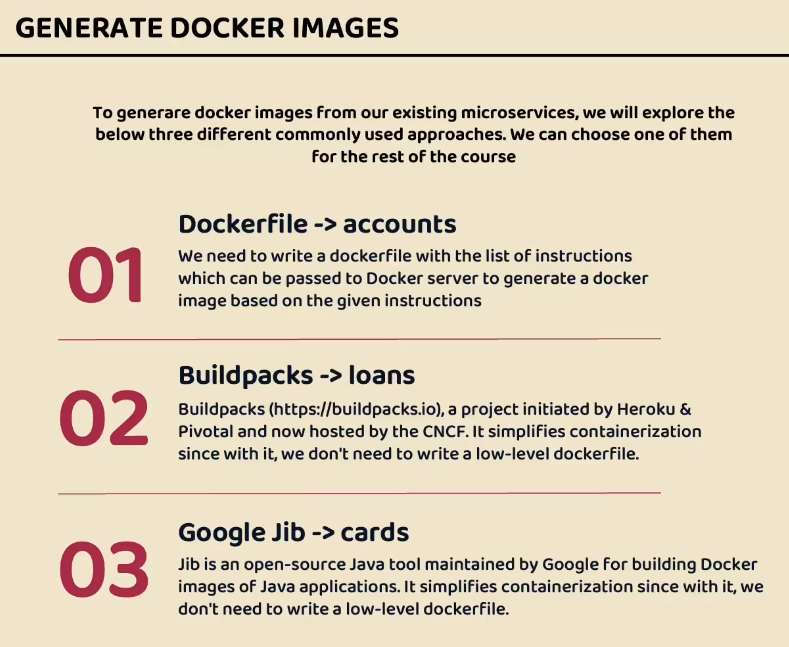 GENERATE DOCKER IMAGES
To generare docker images from our existing microservices, we will explore the
below three different commonly used approaches. We can choose one of them
for the rest of the course
01
Dockerfile -> accounts
We need to write a dockerfile with the list of instructions
which can be passed to Docker server to generate a docker
image based on the given instructions
02
Buildpacks -> loans
Buildpacks (https://buildpacks.io), a project initiated by Heroku &
Pivotal and now hosted by the CNCF. It simplifies containerization
since with it, we don't need to write a low-level dockerfile.
03
Google Jib -> cards
Jib is an open-source Java tool maintained by Google for building Docker
images of Java applications. It simplifies containerization since with it, we
don't need to write a low-level dockerfile.